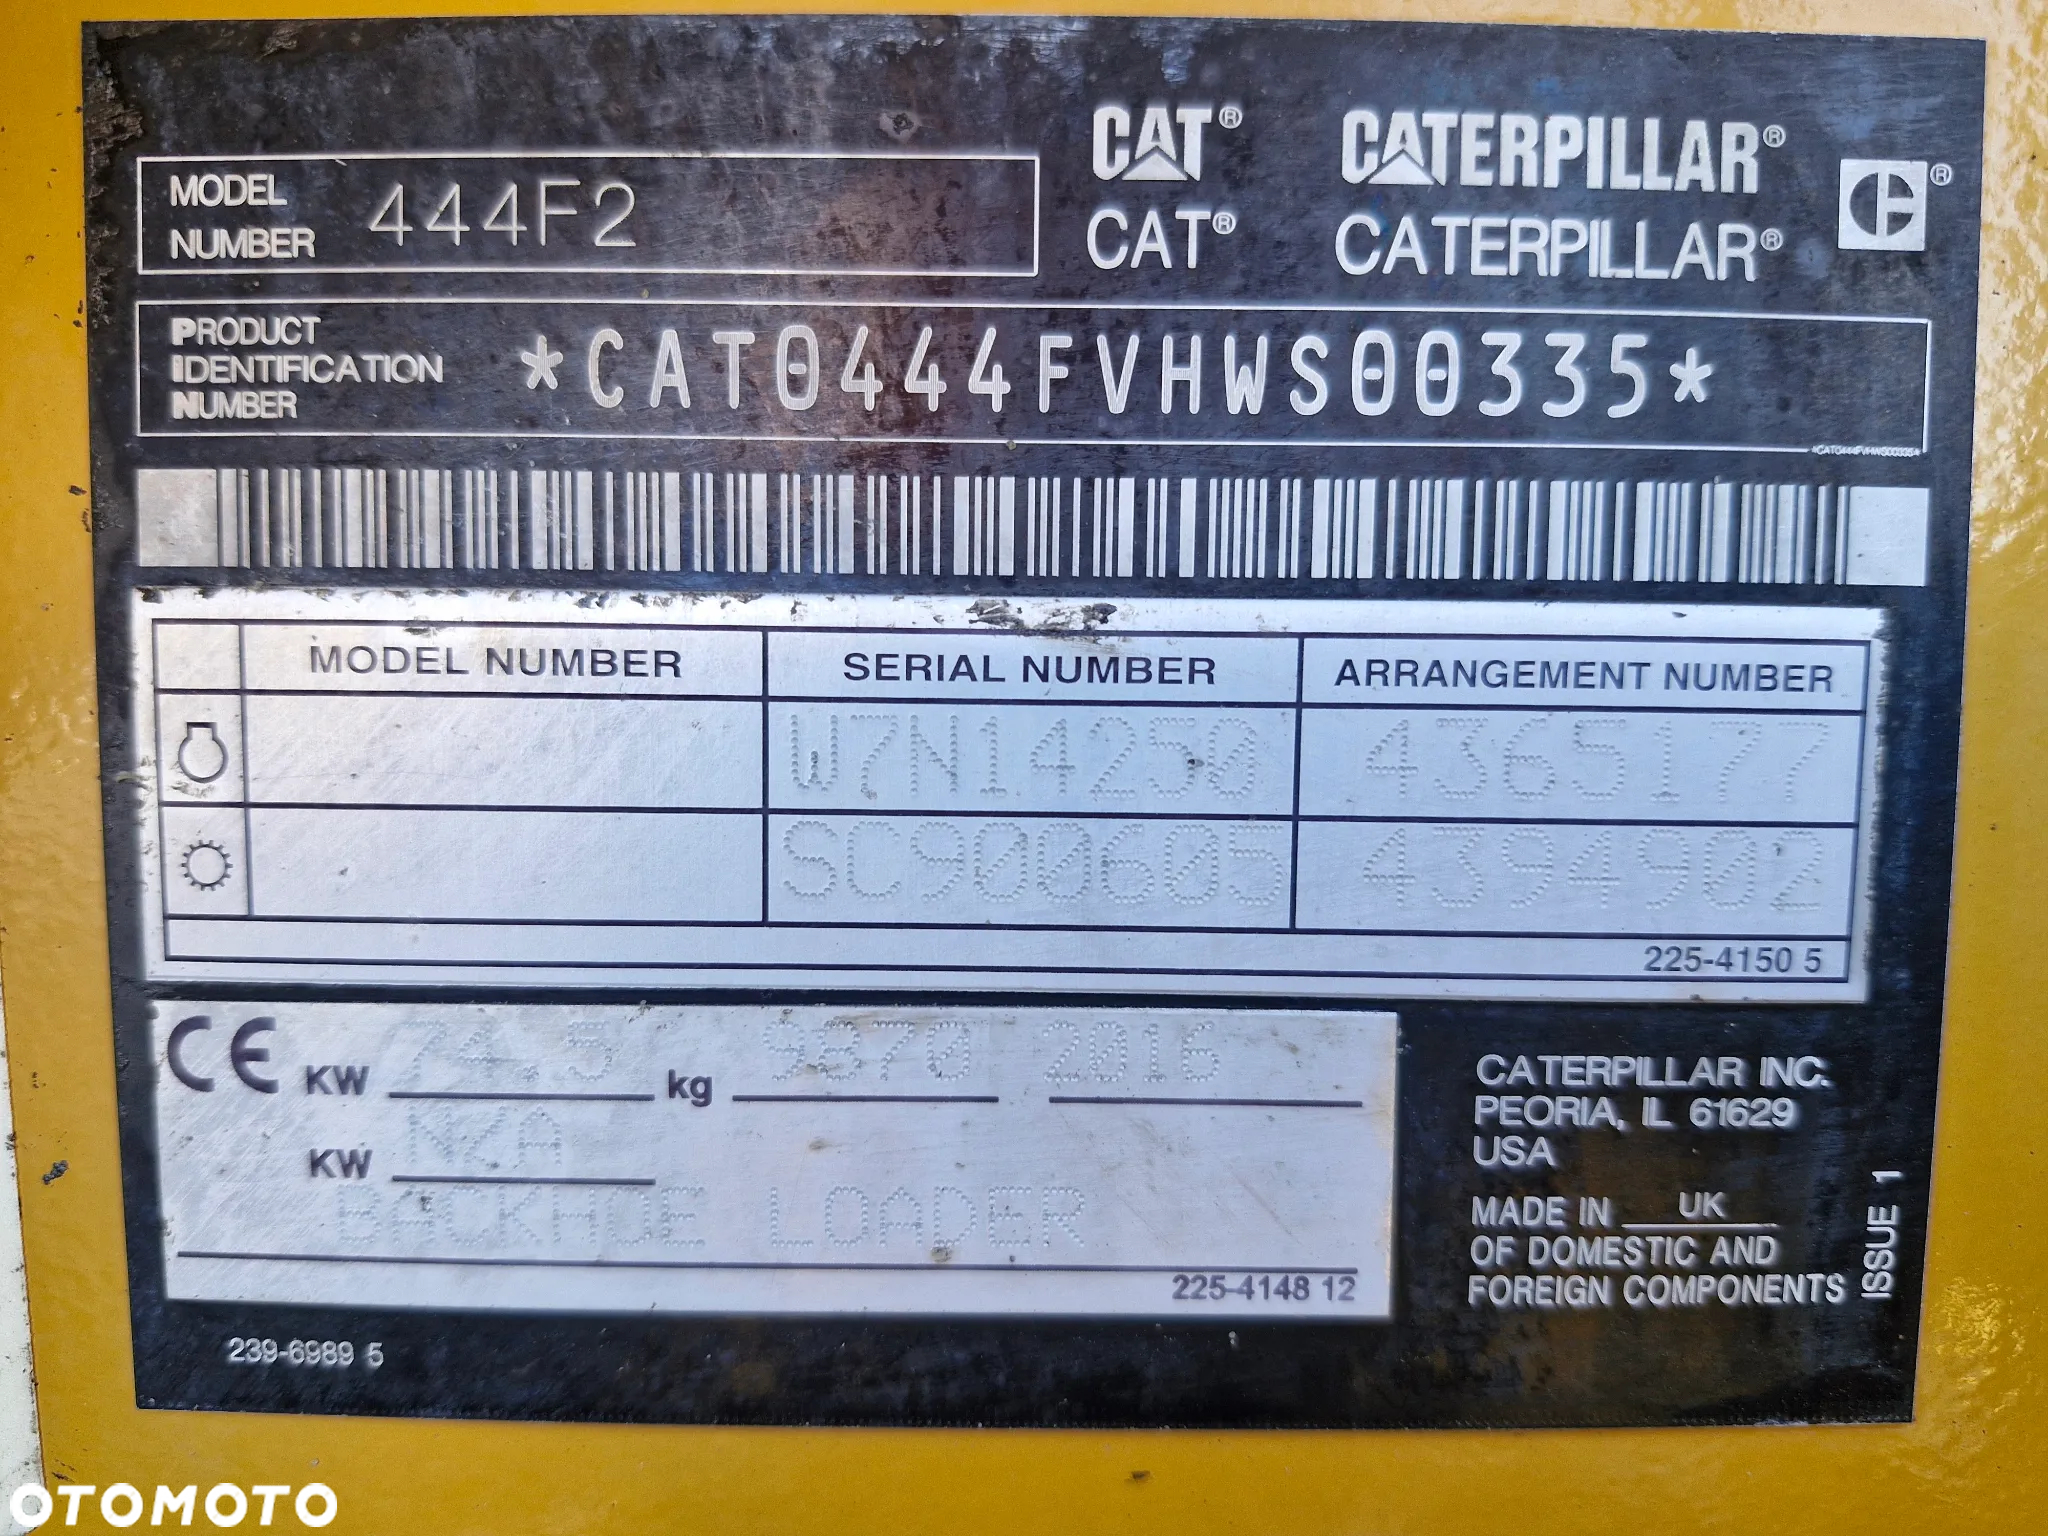 CAT® CATERPILLAR®
CAT® CATERPILLAR®
MODEL
NUMBER
444F2
PRODUCT
IDENTIFICATION
NUMBER
*CAT0444FVHWS00335*
*CAT0444FVHWS00335*
MODEL NUMBER SERIAL NUMBER ARRANGEMENT NUMBER
W7N14250 4365177
SC900605 4394902
225-4150 5
CE KW 74.5 kg 9870 2016
KW N/A
BACKHOE LOADER
225-4148 12
CATERPILLAR INC.
PEORIA, IL 61629
USA
MADE IN UK
OF DOMESTIC AND
FOREIGN COMPONENTS
ISSUE 1
239-6989 5
OTOMOTO